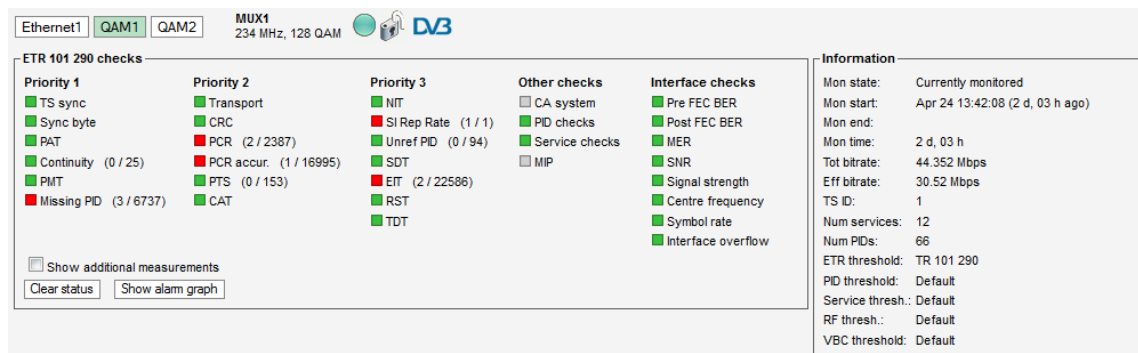 Ethernet1 QAM1 QAM2
MUX1
234 MHz, 128 QAM
DVB
ETR 101 290 checks
Priority 1
TS sync
Sync byte
PAT
Continuity (0 / 25)
PMT
Missing PID (3 / 6737)
Priority 2
Transport
CRC
PCR (2 / 2387)
PCR accur. (1 / 16995)
PTS (0 / 153)
CAT
Priority 3
NIT
SI Rep Rate (1 / 1)
Unref PID (0 / 94)
SDT
EIT (2 / 22586)
RST
TDT
Other checks
CA system
PID checks
Service checks
MIP
Interface checks
Pre FEC BER
Post FEC BER
MER
SNR
Signal strength
Centre frequency
Symbol rate
Interface overflow
Show additional measurements
Clear status Show alarm graph
Information
Mon state: Currently monitored
Mon start: Apr 24 13:42:08 (2 d, 03 h ago)
Mon end:
Mon time: 2 d, 03 h
Tot bitrate: 44.352 Mbps
Eff bitrate: 30.52 Mbps
TS ID: 1
Num services: 12
Num PIDs: 66
ETR threshold: TR 101 290
PID threshold: Default
Service thresh.: Default
RF thresh.: Default
VBC threshold: Default